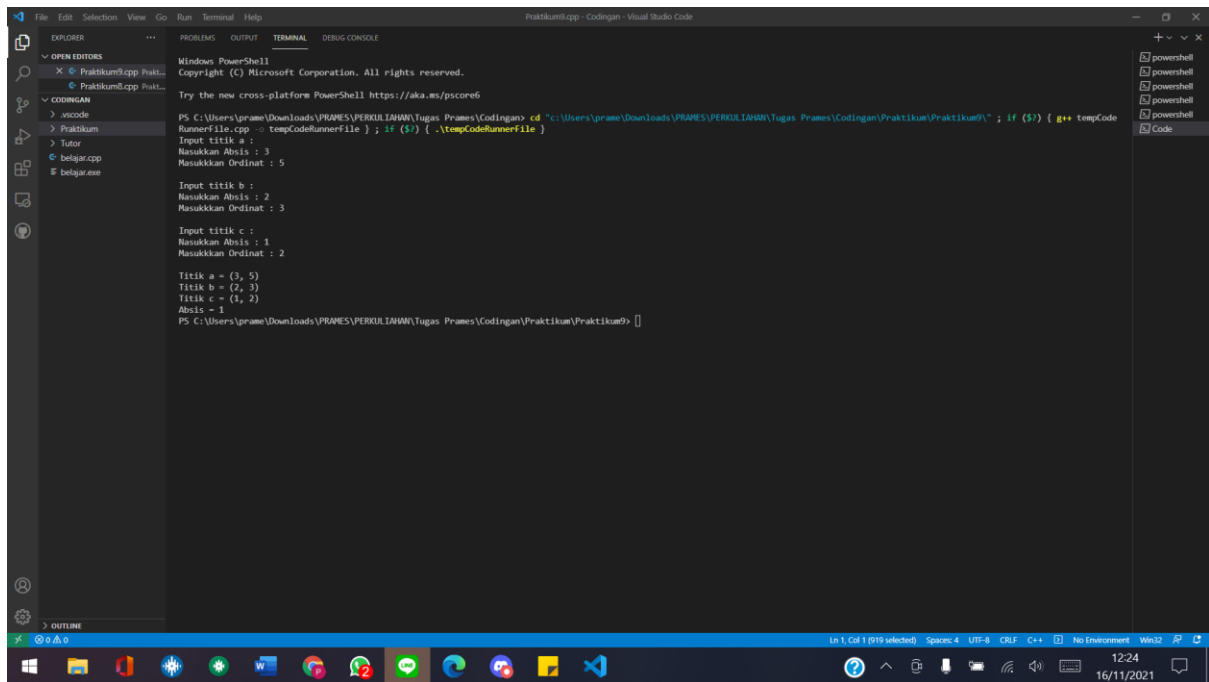 File Edit Selection View Go Run Terminal Help
Praktikum9.cpp - Codingan - Visual Studio Code
EXPLORER
OPEN EDITORS
Praktikum9.cpp Prakt...
Praktikum8.cpp Prakt...
CODINGAN
.vscode
Praktikum
Tutor
belajar.cpp
belajar.exe
OUTLINE
PROBLEMS OUTPUT TERMINAL DEBUG CONSOLE
Windows PowerShell
Copyright (C) Microsoft Corporation. All rights reserved.
Try the new cross-platform PowerShell https://aka.ms/pscore6
PS C:\Users\prame\Downloads\PRAMES\PERKULIAHAN\Tugas Prames\Codingan> cd "c:\Users\prame\Downloads\PRAMES\PERKULIAHAN\Tugas Prames\Codingan\Praktikum\Praktikum9\" ; if ($?) { g++ tempCode
RunnerFile.cpp -o tempCodeRunnerFile } ; if ($?) { .\tempCodeRunnerFile }
Input titik a :
Nasukkan Absis : 3
Masukkkan Ordinat : 5
Input titik b :
Nasukkan Absis : 2
Masukkkan Ordinat : 3
Input titik c :
Nasukkan Absis : 1
Masukkkan Ordinat : 2
Titik a = (3, 5)
Titik b = (2, 3)
Titik c = (1, 2)
Absis = 1
PS C:\Users\prame\Downloads\PRAMES\PERKULIAHAN\Tugas Prames\Codingan\Praktikum\Praktikum9>
powershell
powershell
powershell
powershell
powershell
Code
0 0 Ln 1, Col 1 (919 selected) Spaces: 4 UTF-8 CRLF C++ No Environment Win32
12:24
16/11/2021